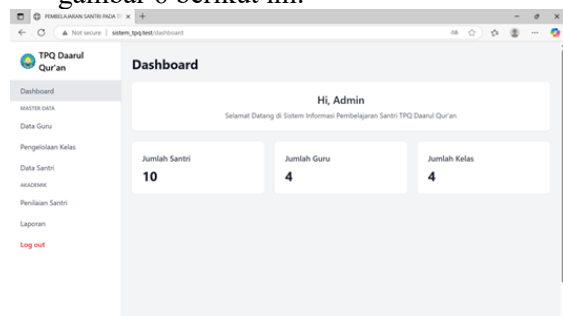 gambar 6 berikut ini.
PEMBELAJARAN SANTRI PADA T
Not secure | sistem_tpq.test/dashboard
TPQ Daarul
Qur'an
Dashboard
MASTER DATA
Data Guru
Pengelolaan Kelas
Data Santri
AKADEMIK
Penilaian Santri
Laporan
Log out
Dashboard
Hi, Admin
Selamat Datang di Sistem Informasi Pembelajaran Santri TPQ Daarul Qur'an
Jumlah Santri
10
Jumlah Guru
4
Jumlah Kelas
4